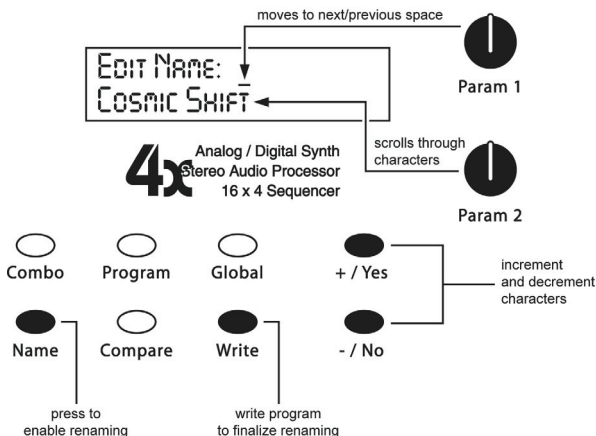 moves to next/previous space
EDIT NAME:
COSMIC SHIFT
Param 1
scrolls through
characters
4x
Analog / Digital Synth
Stereo Audio Processor
16 x 4 Sequencer
Param 2
Combo
Program
Global
+ / Yes
increment
and decrement
characters
Name
Compare
Write
- / No
press to
enable renaming
write program
to finalize renaming